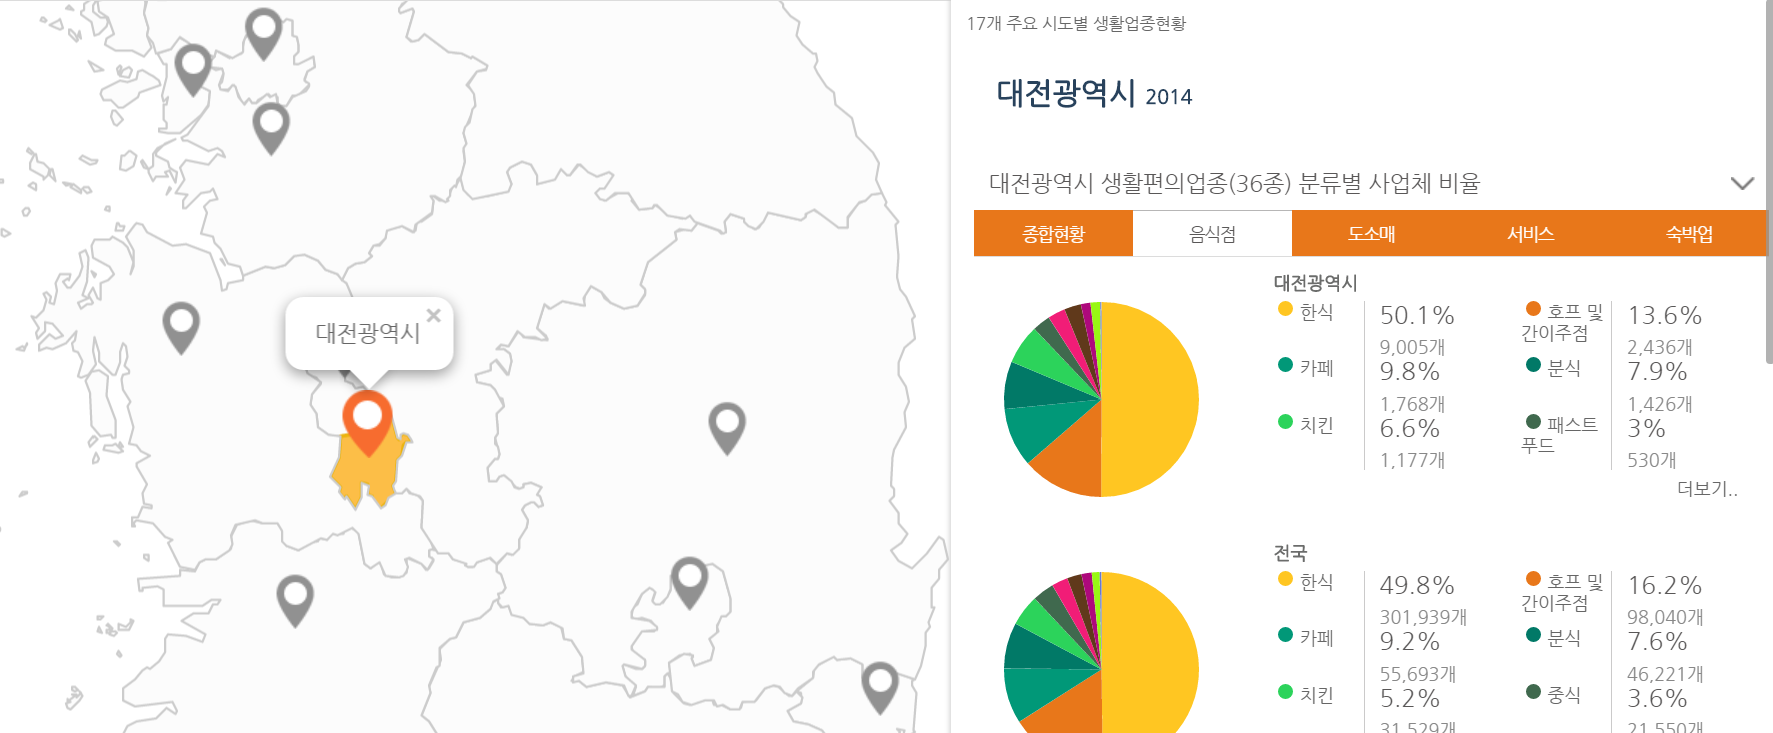 17개 주요 시도별 생활업종현황
대전광역시 2014
대전광역시 생활편의업종(36종) 분류별 사업체 비율
종합현황 음식점 도소매 서비스 숙박업
대전광역시
×
대전광역시
한식 50.1% 호프 및 간이주점 13.6%
9,005개 2,436개
카페 9.8% 분식 7.9%
1,768개 1,426개
치킨 6.6% 패스트푸드 3%
1,177개 530개
더보기..
전국
한식 49.8% 호프 및 간이주점 16.2%
301,939개 98,040개
카페 9.2% 분식 7.6%
55,693개 46,221개
치킨 5.2% 중식 3.6%
31,529개 21,550개